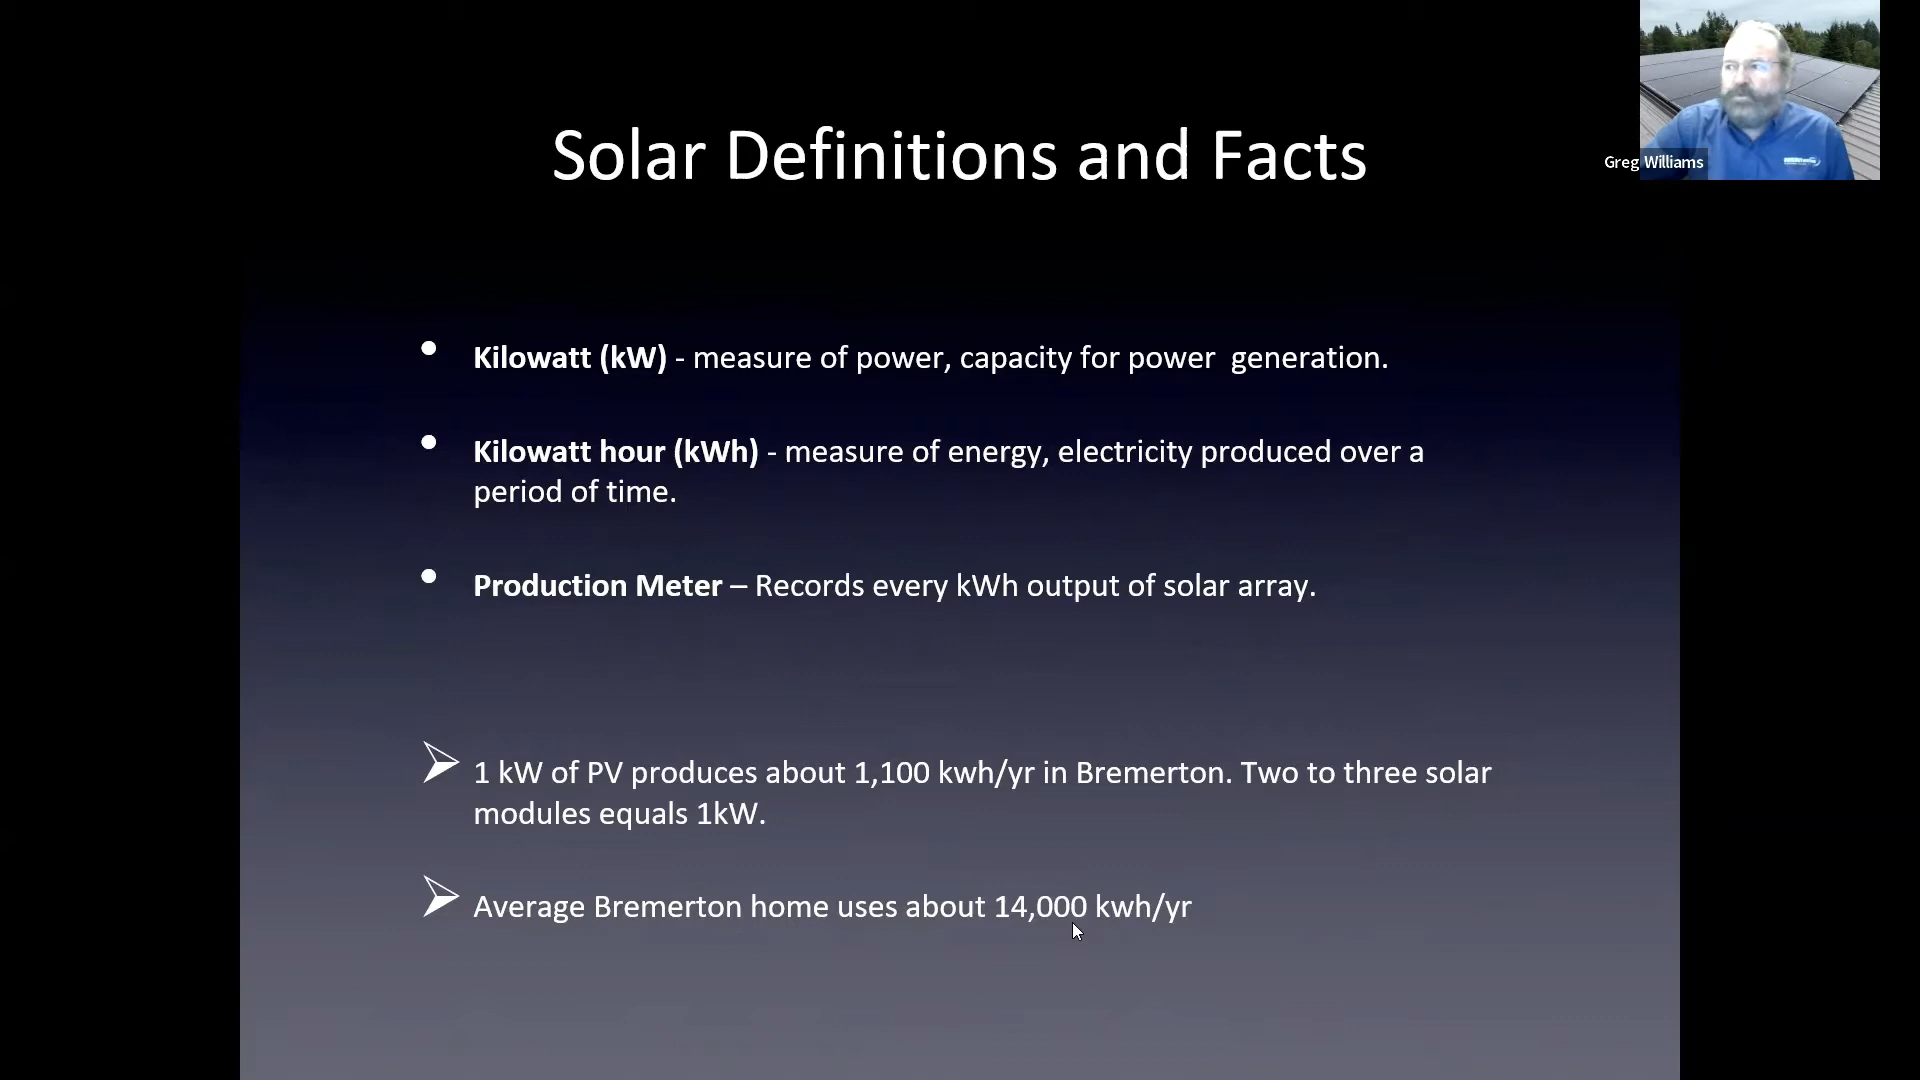 Solar Definitions and Facts
Greg Williams
• Kilowatt (kW) - measure of power, capacity for power  generation.
• Kilowatt hour (kWh) - measure of energy, electricity produced over a
period of time.
• Production Meter – Records every kWh output of solar array.
➢ 1 kW of PV produces about 1,100 kwh/yr in Bremerton. Two to three solar
modules equals 1kW.
➢ Average Bremerton home uses about 14,000 kwh/yr